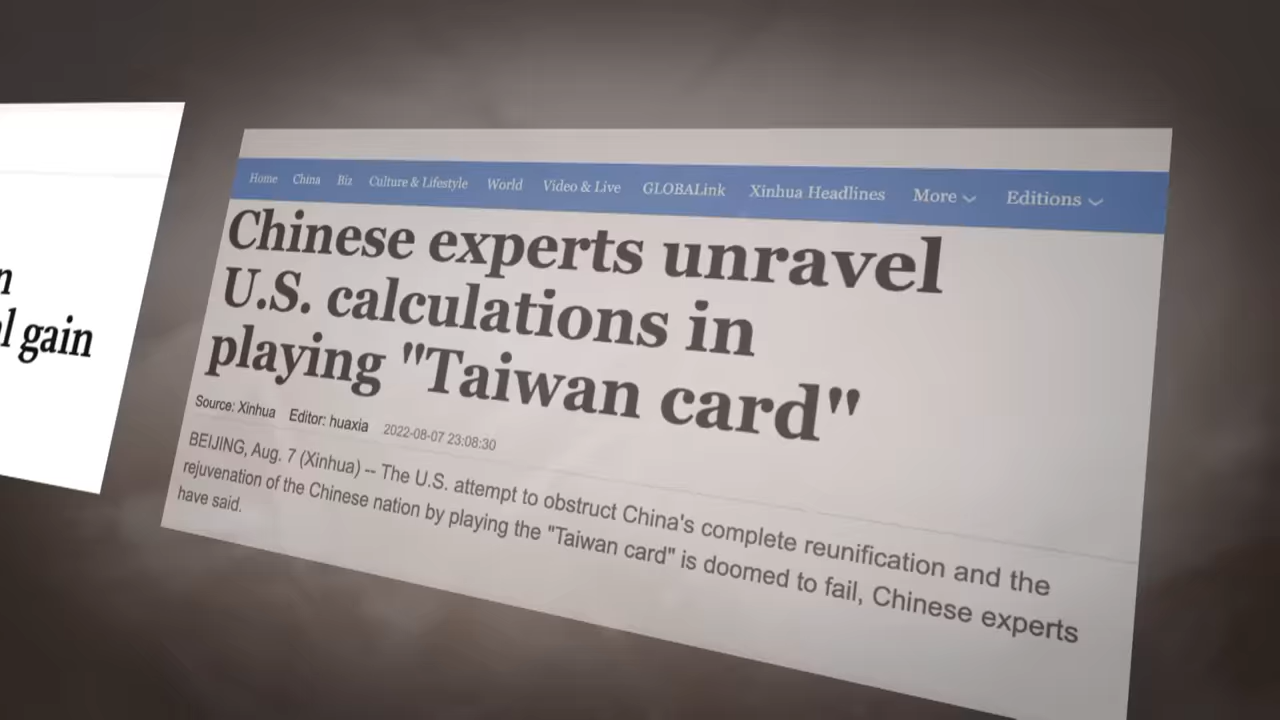 n
l gain
Home China Biz Culture & Lifestyle World Video & Live GLOBALink Xinhua Headlines More Editions
Chinese experts unravel
U.S. calculations in
playing "Taiwan card"
Source: Xinhua Editor: huaxia 2022-08-07 23:08:30
BEIJING, Aug. 7 (Xinhua) -- The U.S. attempt to obstruct China's complete reunification and the
rejuvenation of the Chinese nation by playing the "Taiwan card" is doomed to fail, Chinese experts
have said.